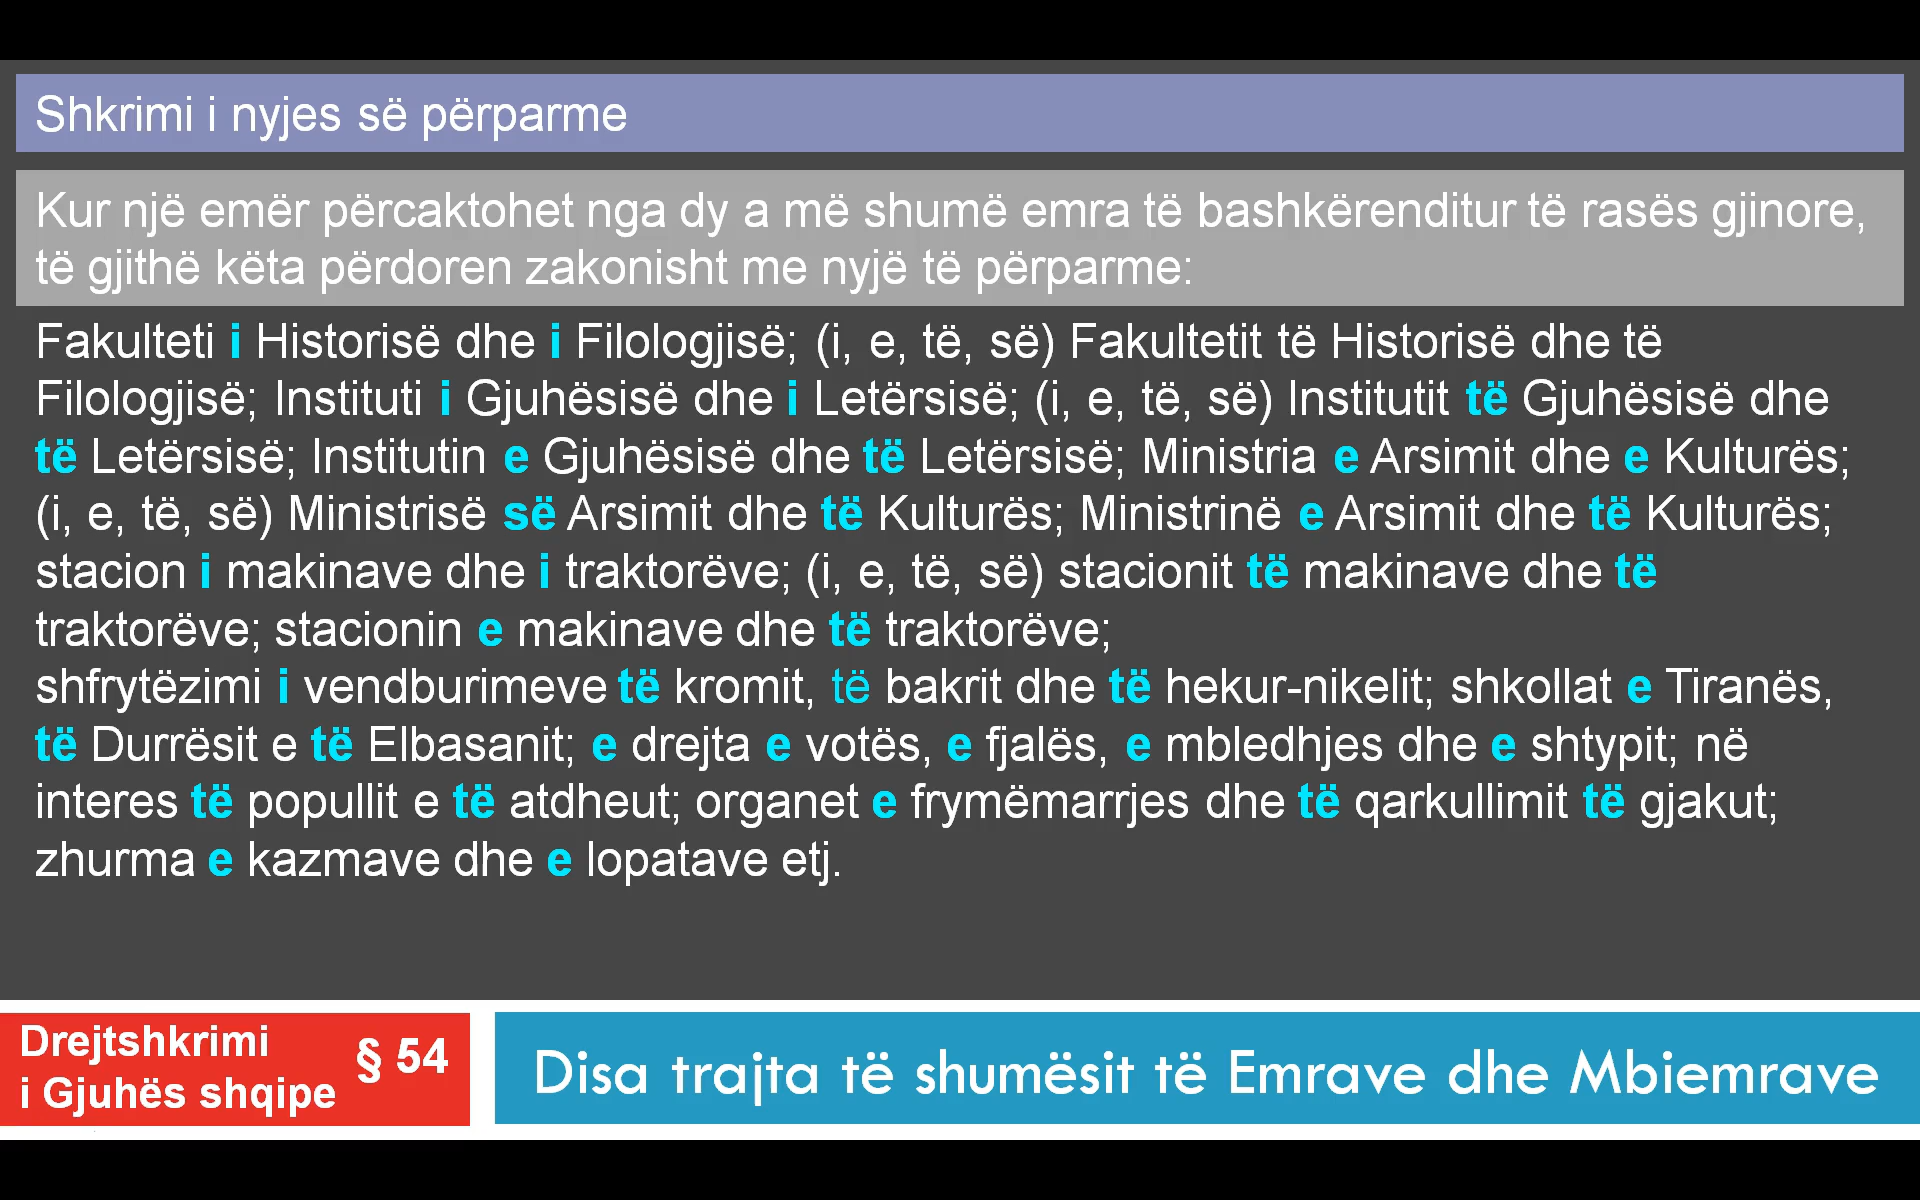 Shkrimi i nyjes së përparme
Kur një emër përcaktohet nga dy a më shumë emra të bashkërenditur të rasës gjinore,
të gjithë këta përdoren zakonisht me nyjë të përparme:
Fakulteti i Historisë dhe i Filologjisë; (i, e, të, së) Fakultetit të Historisë dhe të
Filologjisë; Instituti i Gjuhësisë dhe i Letërsisë; (i, e, të, së) Institutit të Gjuhësisë dhe
të Letërsisë; Institutin e Gjuhësisë dhe të Letërsisë; Ministria e Arsimit dhe e Kulturës;
(i, e, të, së) Ministrisë së Arsimit dhe të Kulturës; Ministrinë e Arsimit dhe të Kulturës;
stacion i makinave dhe i traktorëve; (i, e, të, së) stacionit të makinave dhe të
traktorëve; stacionin e makinave dhe të traktorëve;
shfrytëzimi i vendburimeve të kromit, të bakrit dhe të hekur-nikelit; shkollat e Tiranës,
të Durrësit e të Elbasanit; e drejta e votës, e fjalës, e mbledhjes dhe e shtypit; në
interes të popullit e të atdheut; organet e frymëmarrjes dhe të qarkullimit të gjakut;
zhurma e kazmave dhe e lopatave etj.
Drejtshkrimi
i Gjuhës shqipe
§ 54
Disa trajta të shumësit të Emrave dhe Mbiemrave